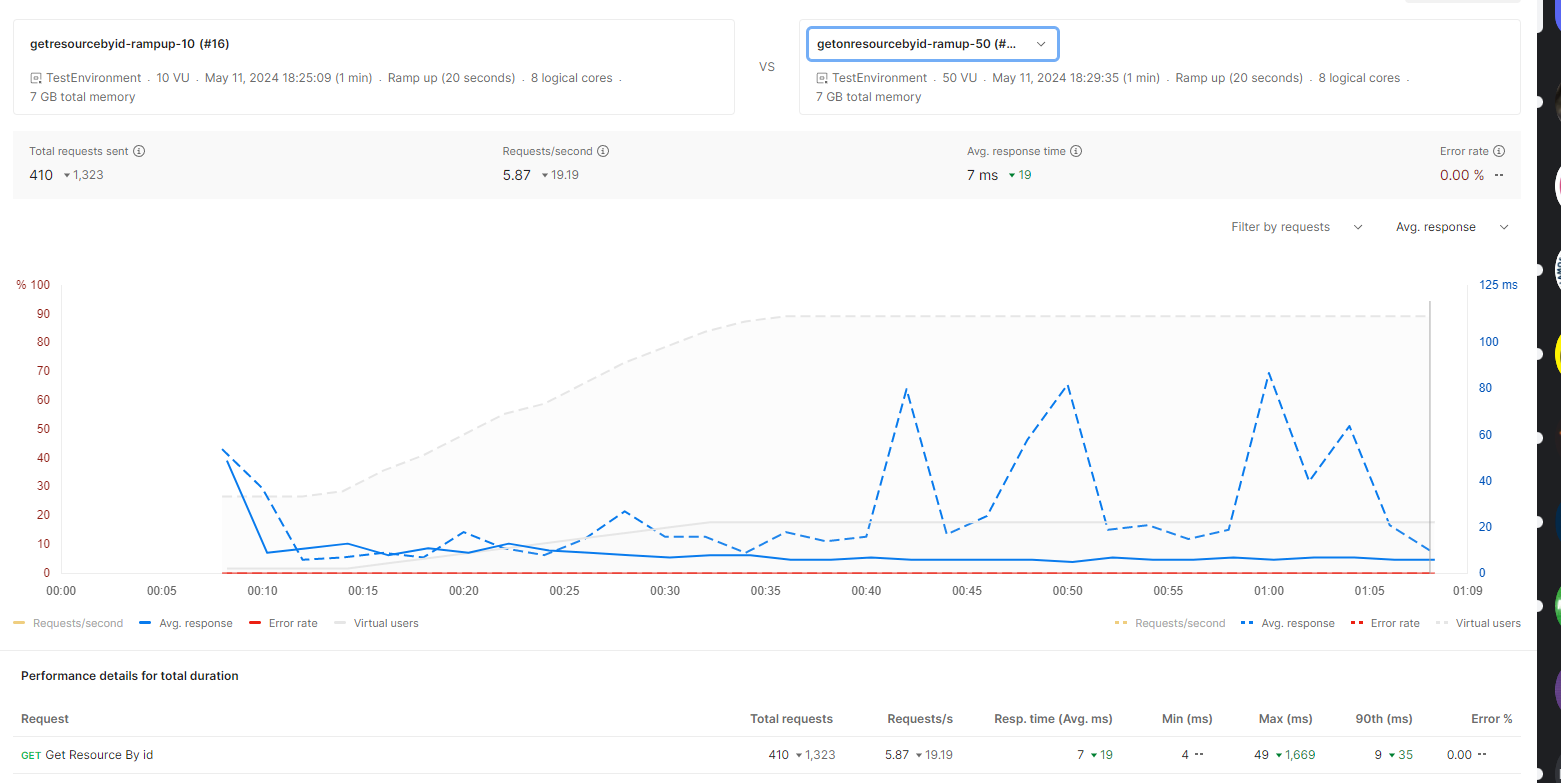 getresourcebyid-rampup-10 (#16)
TestEnvironment . 10 VU . May 11, 2024 18:25:09 (1 min) . Ramp up (20 seconds) . 8 logical cores .
7 GB total memory
VS
getonresourcebyid-ramup-50 (#...
TestEnvironment . 50 VU . May 11, 2024 18:29:35 (1 min) . Ramp up (20 seconds) . 8 logical cores .
7 GB total memory
Total requests sent
410 1,323
Requests/second
5.87 19.19
Avg. response time
7 ms 19
Error rate
0.00 % --
Filter by requests
Avg. response
% 100
90
80
70
60
50
40
30
20
10
0
125 ms
100
80
60
40
20
0
00:00 00:05 00:10 00:15 00:20 00:25 00:30 00:35 00:40 00:45 00:50 00:55 01:00 01:05 01:09
Requests/second Avg. response Error rate Virtual users
Requests/second Avg. response Error rate Virtual users
Performance details for total duration
Request Total requests Requests/s Resp. time (Avg. ms) Min (ms) Max (ms) 90th (ms) Error %
GET Get Resource By id 410 1,323 5.87 19.19 7 19 4 -- 49 1,669 9 35 0.00 --